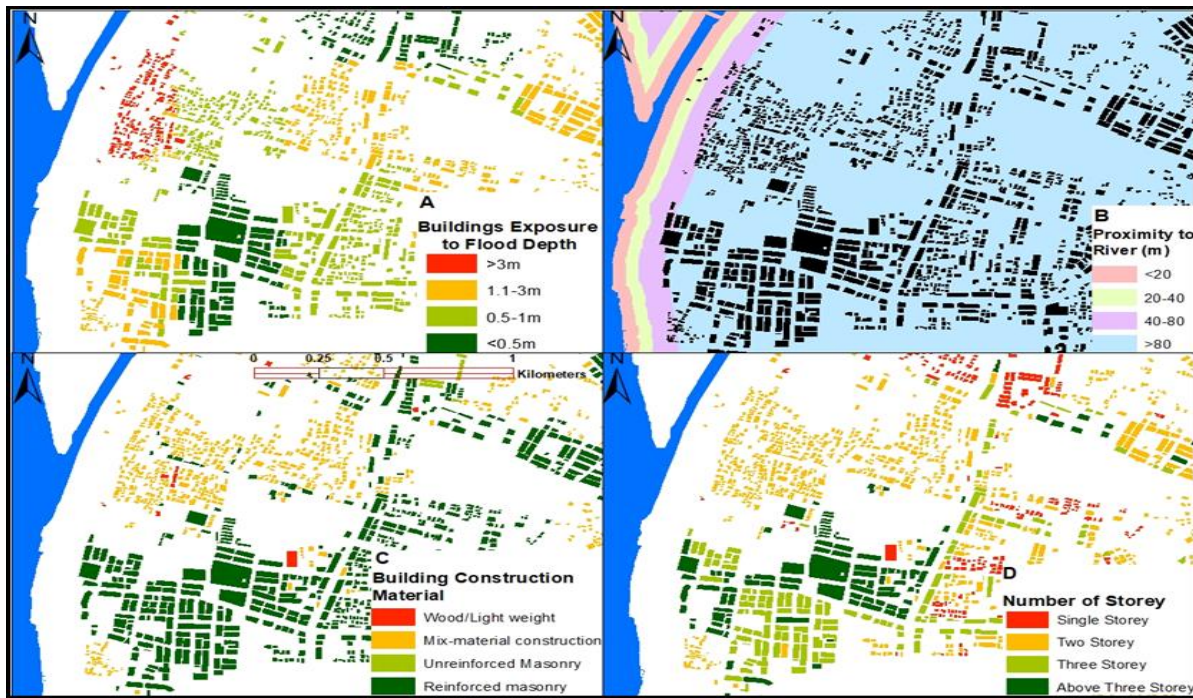 N
A
Buildings Exposure
to Flood Depth
>3m
1.1-3m
0.5-1m
<0.5m
N
B
Proximity to
River (m)
<20
20-40
40-80
>80
N
0 0.25 0.5 1
Kilometers
C
Building Construction
Material
Wood/Light weight
Mix-material construction
Unreinforced Masonry
Reinforced masonry
N
D
Number of Storey
Single Storey
Two Storey
Three Storey
Above Three Storey